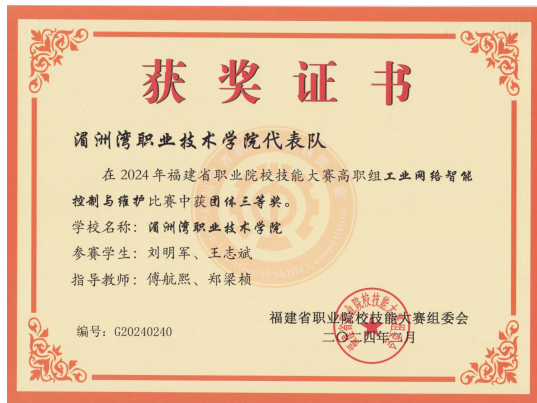 获奖证书
湄洲湾职业技术学院代表队
在2024年福建省职业院校技能大赛高职组工业网络智能
控制与维护比赛中获团体三等奖。
学校名称：湄洲湾职业技术学院
参赛学生：刘明军、王志斌
指导教师：傅航熙、郑梁桢
福建省职业院校技能大赛组委会
编号：G20240240
二〇二四年 月